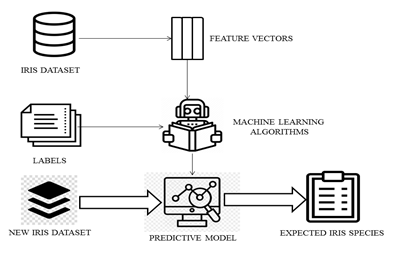 FEATURE VECTORS
IRIS DATASET
MACHINE LEARNING
ALGORITHMS
LABELS
NEW IRIS DATASET
PREDICTIVE MODEL
EXPECTED IRIS SPECIES